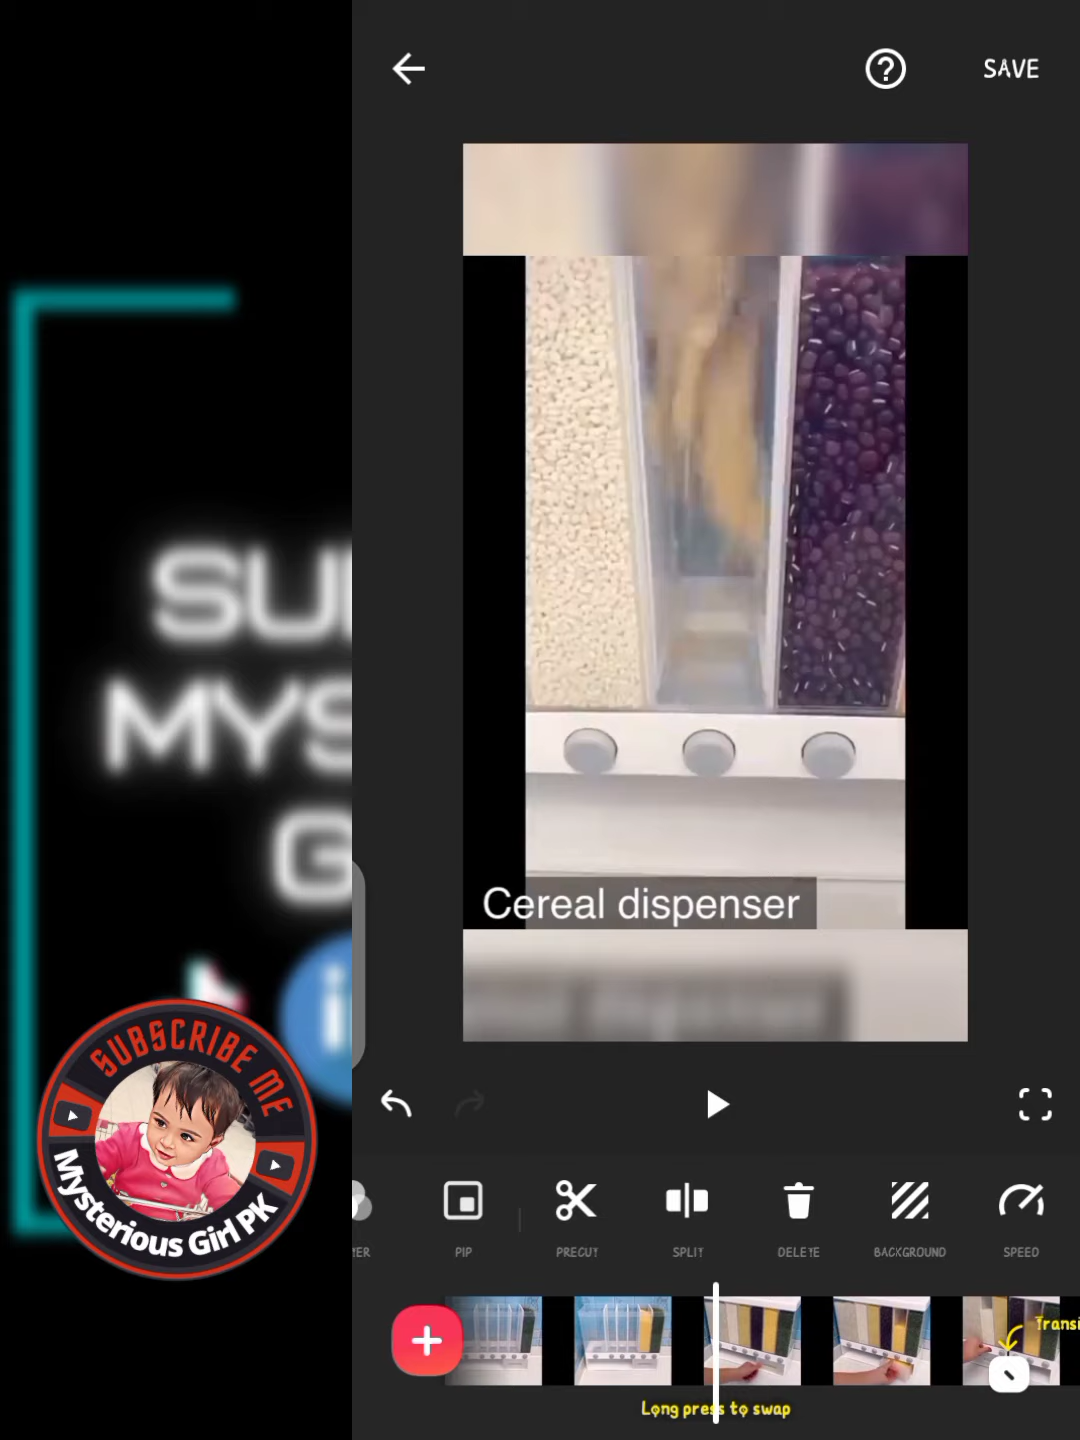 SAVE
Cereal dispenser
SUBSCRIBE ME
Mysterious Girl PK
PIP
PRECUT
SPLIT
DELETE
BACKGROUND
SPEED
Long press to swap